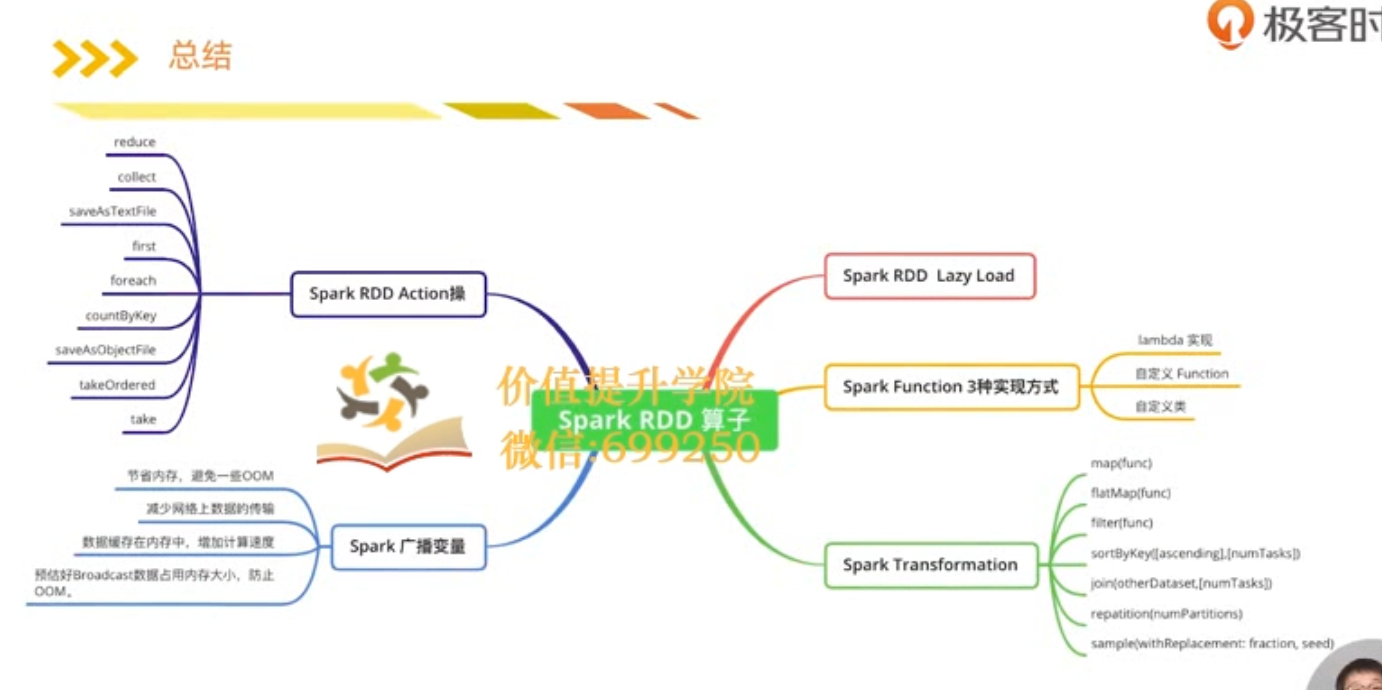 极客时
总结
reduce
collect
saveAsTextFile
first
foreach
countByKey
saveAsObjectFile
takeOrdered
take
Spark RDD Action操
节省内存，避免一些OOM
减少网络上数据的传输
数据缓存在内存中，增加计算速度
预估好Broadcast数据占用内存大小，防止
OOM。
Spark 广播变量
价值提升学院
Spark RDD 算子
微信:699250
Spark RDD  Lazy Load
Spark Function 3种实现方式
lambda 实现
自定义 Function
自定义类
Spark Transformation
map(func)
flatMap(func)
filter(func)
sortByKey([ascending],[numTasks])
join(otherDataset,[numTasks])
repatition(numPartitions)
sample(withReplacement: fraction, seed)